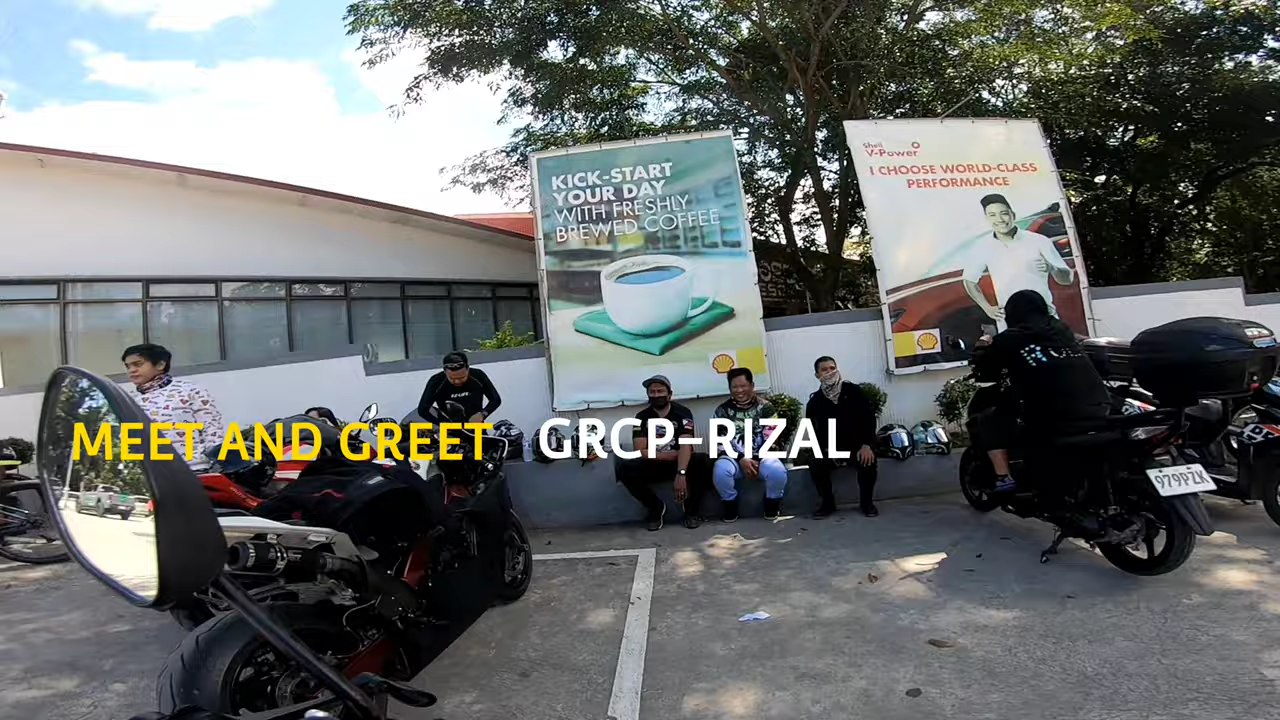 KICK-START
YOUR DAY
WITH FRESHLY
BREWED COFFEE
Shell
V-Power
I CHOOSE WORLD-CLASS
PERFORMANCE
MEET AND GREET GRCP-RIZAL
979PZK